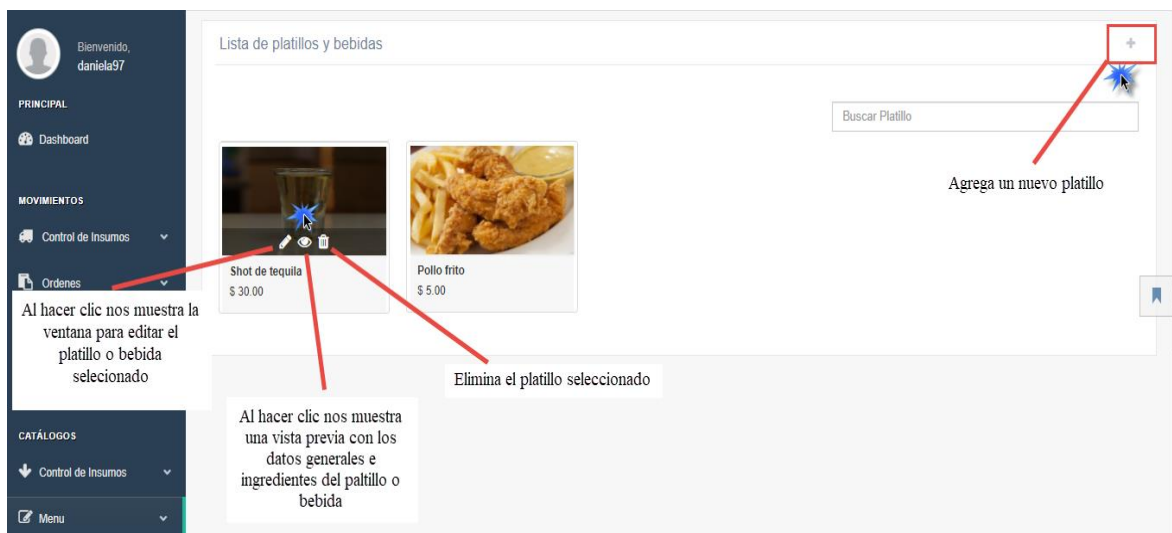 Bienvenido,
daniela97
PRINCIPAL
Dashboard
MOVIMIENTOS
Control de Insumos
Ordenes
CATÁLOGOS
Control de Insumos
Menu
Lista de platillos y bebidas
+
Buscar Platillo
Agrega un nuevo platillo
Shot de tequila
$ 30.00
Pollo frito
$ 5.00
Al hacer clic nos muestra la
ventana para editar el
platillo o bebida
selecionado
Elimina el platillo seleccionado
Al hacer clic nos muestra
una vista previa con los
datos generales e
ingredientes del paltillo o
bebida